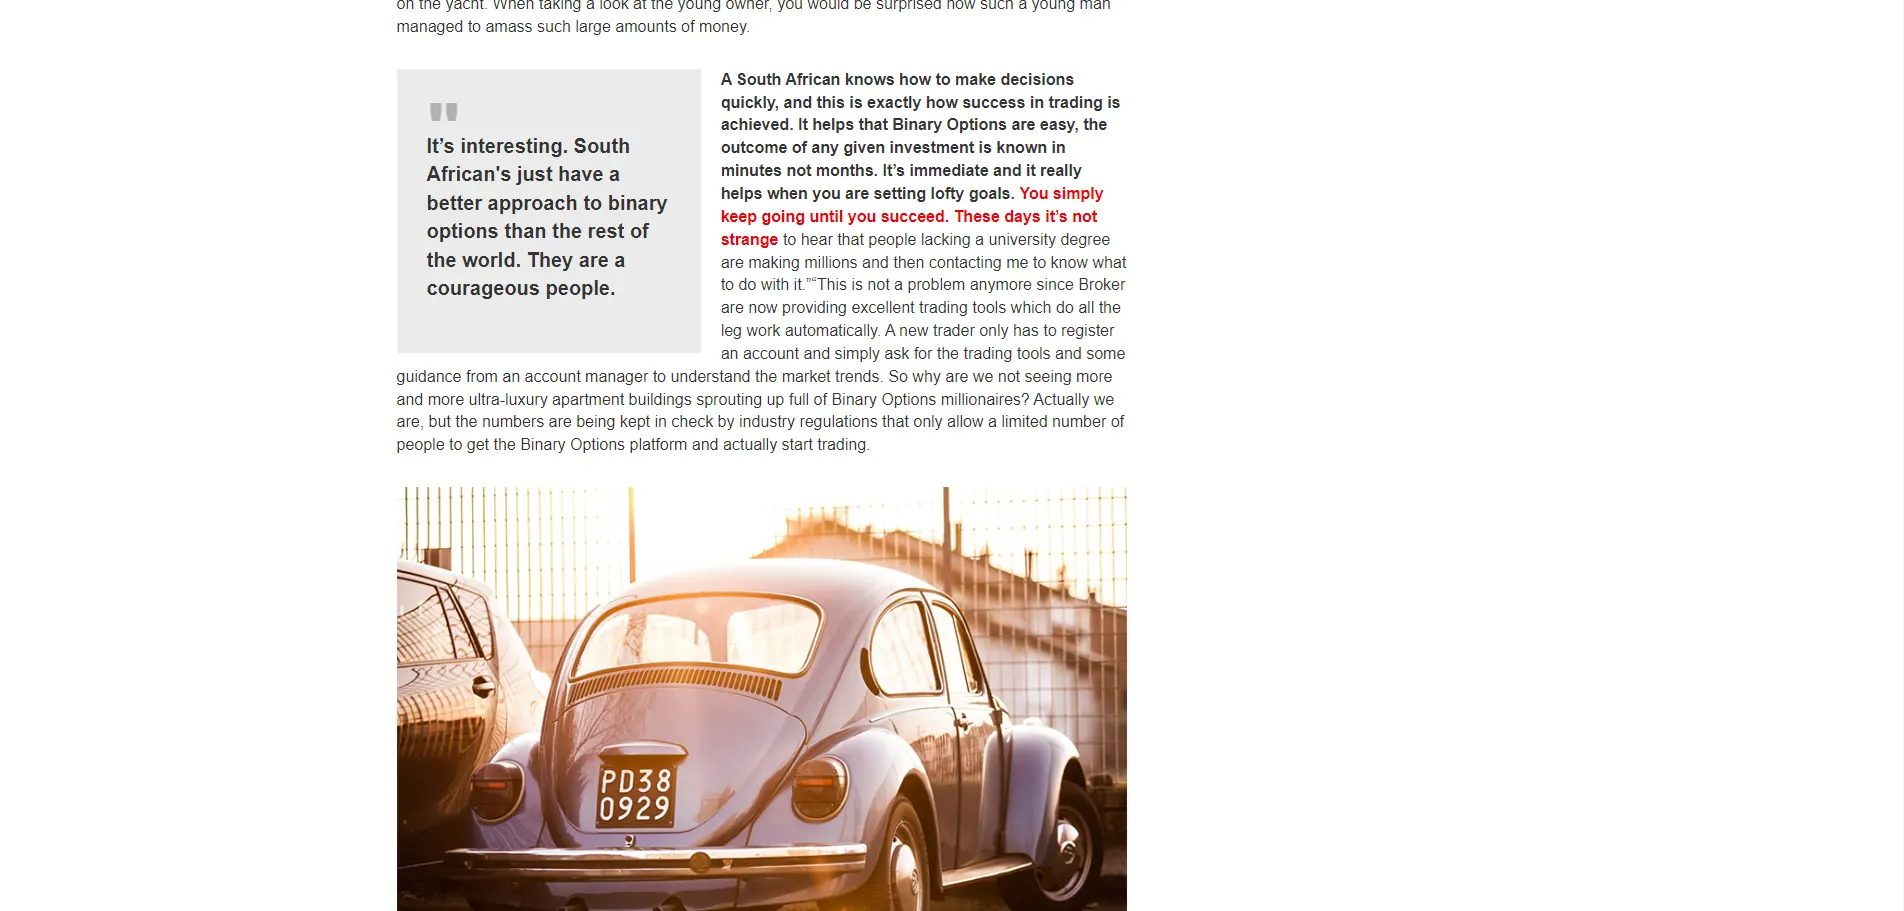 on the yacht. When taking a look at the young owner, you would be surprised how such a young man
managed to amass such large amounts of money.
"
It’s interesting. South
African's just have a
better approach to binary
options than the rest of
the world. They are a
courageous people.
A South African knows how to make decisions
quickly, and this is exactly how success in trading is
achieved. It helps that Binary Options are easy, the
outcome of any given investment is known in
minutes not months. It’s immediate and it really
helps when you are setting lofty goals. You simply
keep going until you succeed. These days it’s not
strange to hear that people lacking a university degree
are making millions and then contacting me to know what
to do with it.”“This is not a problem anymore since Broker
are now providing excellent trading tools which do all the
leg work automatically. A new trader only has to register
an account and simply ask for the trading tools and some
guidance from an account manager to understand the market trends. So why are we not seeing more
and more ultra-luxury apartment buildings sprouting up full of Binary Options millionaires? Actually we
are, but the numbers are being kept in check by industry regulations that only allow a limited number of
people to get the Binary Options platform and actually start trading.
PD38
0929